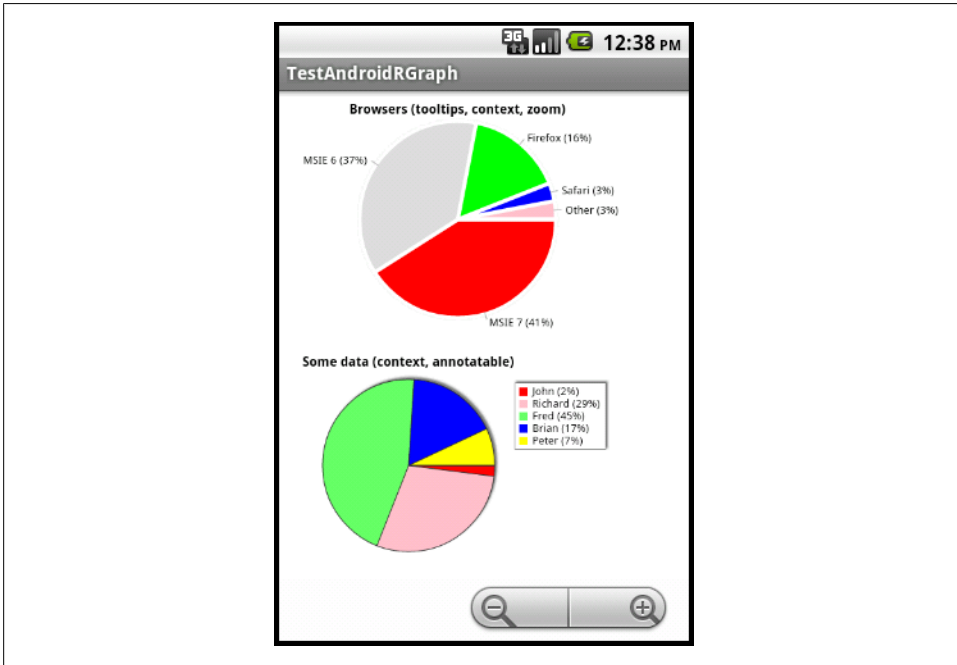 3G
12:38 PM
TestAndroidRGraph
Browsers (tooltips, context, zoom)
Firefox (16%)
MSIE 6 (37%)
Safari (3%)
Other (3%)
MSIE 7 (41%)
Some data (context, annotatable)
John (2%)
Richard (29%)
Fred (45%)
Brian (17%)
Peter (7%)